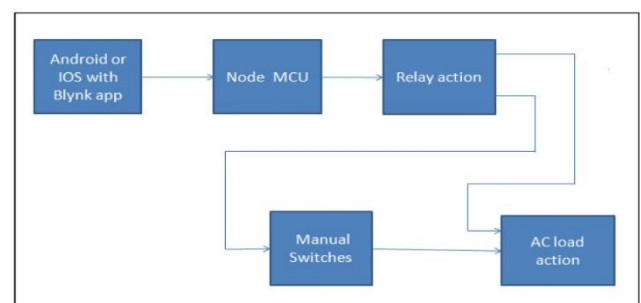 Android or
IOS with
Blynk app
Node MCU
Relay action
Manual
Switches
AC load
action